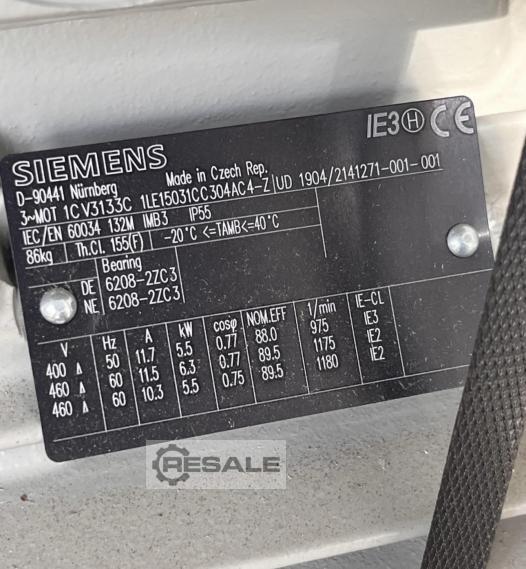 IE3 H CE
SIEMENS
D-90441 Nürnberg Made in Czech Rep.
3~MOT 1CV3133C 1LE15031CC304AC4-Z UD 1904/2141271-001-001
IEC/EN 60034 132M IMB3 IP55
86kg Th.Cl. 155(F) -20°C <=TAMB<=40°C
Bearing
DE 6208-2ZC3
NE 6208-2ZC3
V Hz A kW cosφ NOM.EFF 1/min IE-CL
400 Δ 50 11.7 5.5 0.77 88.0 975 IE3
460 Δ 60 11.5 6.3 0.77 89.5 1175 IE2
460 Δ 60 10.3 5.5 0.75 89.5 1180 IE2
RESALE